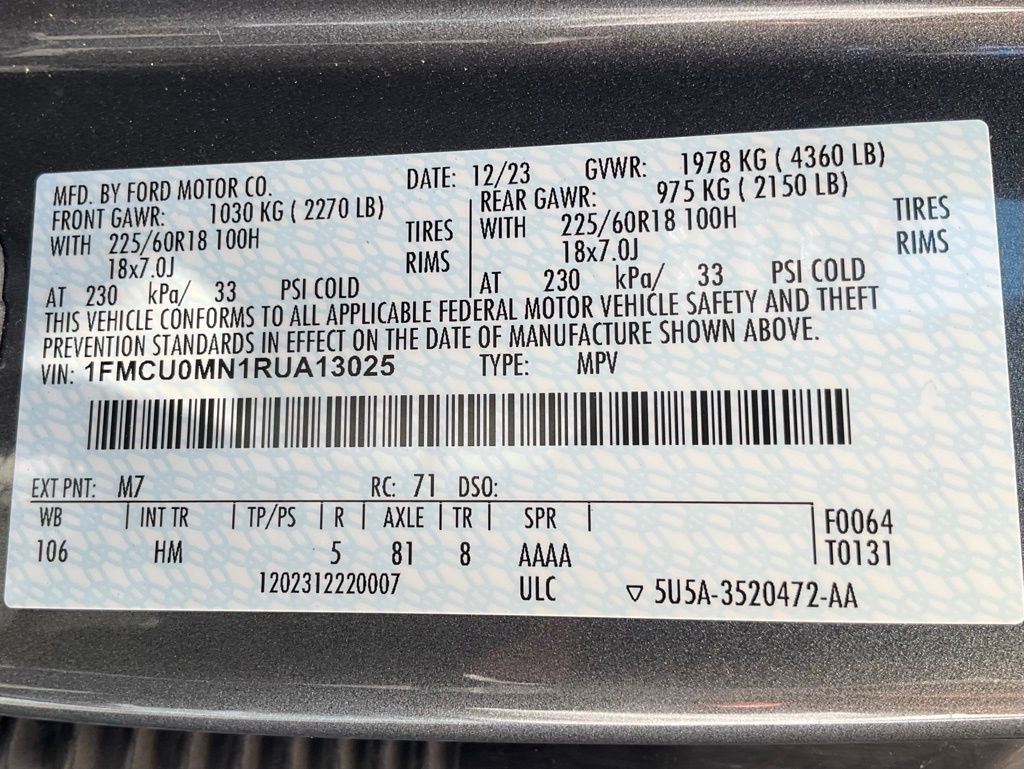 MFD. BY FORD MOTOR CO. DATE: 12/23 GVWR: 1978 KG ( 4360 LB)
FRONT GAWR: 1030 KG ( 2270 LB) REAR GAWR: 975 KG ( 2150 LB)
WITH 225/60R18 100H TIRES WITH 225/60R18 100H TIRES
18x7.0J RIMS 18x7.0J RIMS
AT 230 kPa/ 33 PSI COLD AT 230 kPa/ 33 PSI COLD
THIS VEHICLE CONFORMS TO ALL APPLICABLE FEDERAL MOTOR VEHICLE SAFETY AND THEFT
PREVENTION STANDARDS IN EFFECT ON THE DATE OF MANUFACTURE SHOWN ABOVE.
VIN: 1FMCU0MN1RUA13025 TYPE: MPV
EXT PNT: M7 RC: 71 DSO:
WB INT TR TP/PS R AXLE TR SPR F0064
106 HM 5 81 8 AAAA T0131
1202312220007 ULC ▽ 5U5A-3520472-AA